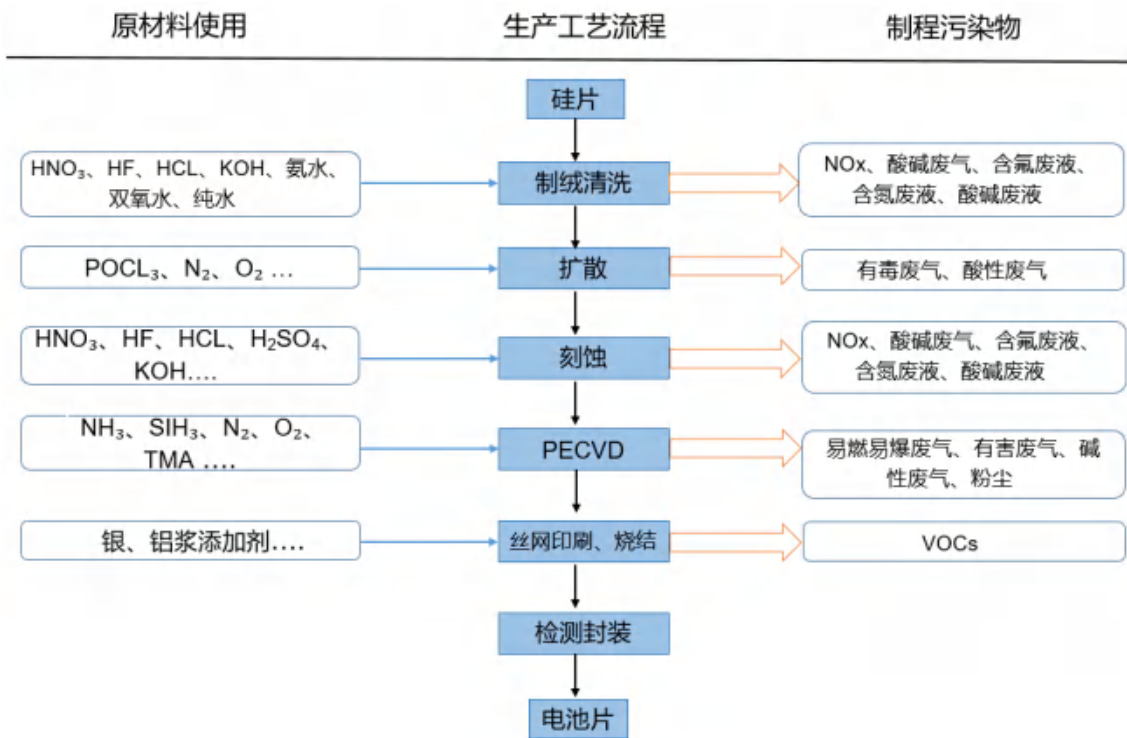 原材料使用
生产工艺流程
制程污染物
硅片
HNO₃、HF、HCL、KOH、氨水、
双氧水、纯水
制绒清洗
NOx、酸碱废气、含氟废液、
含氮废液、酸碱废液
POCL₃、N₂、O₂ ...
扩散
有毒废气、酸性废气
HNO₃、HF、HCL、H₂SO₄、
KOH....
刻蚀
NOx、酸碱废气、含氟废液、
含氮废液、酸碱废液
NH₃、SIH₃、N₂、O₂、
TMA ....
PECVD
易燃易爆废气、有害废气、碱
性废气、粉尘
银、铝浆添加剂....
丝网印刷、烧结
VOCs
检测封装
电池片